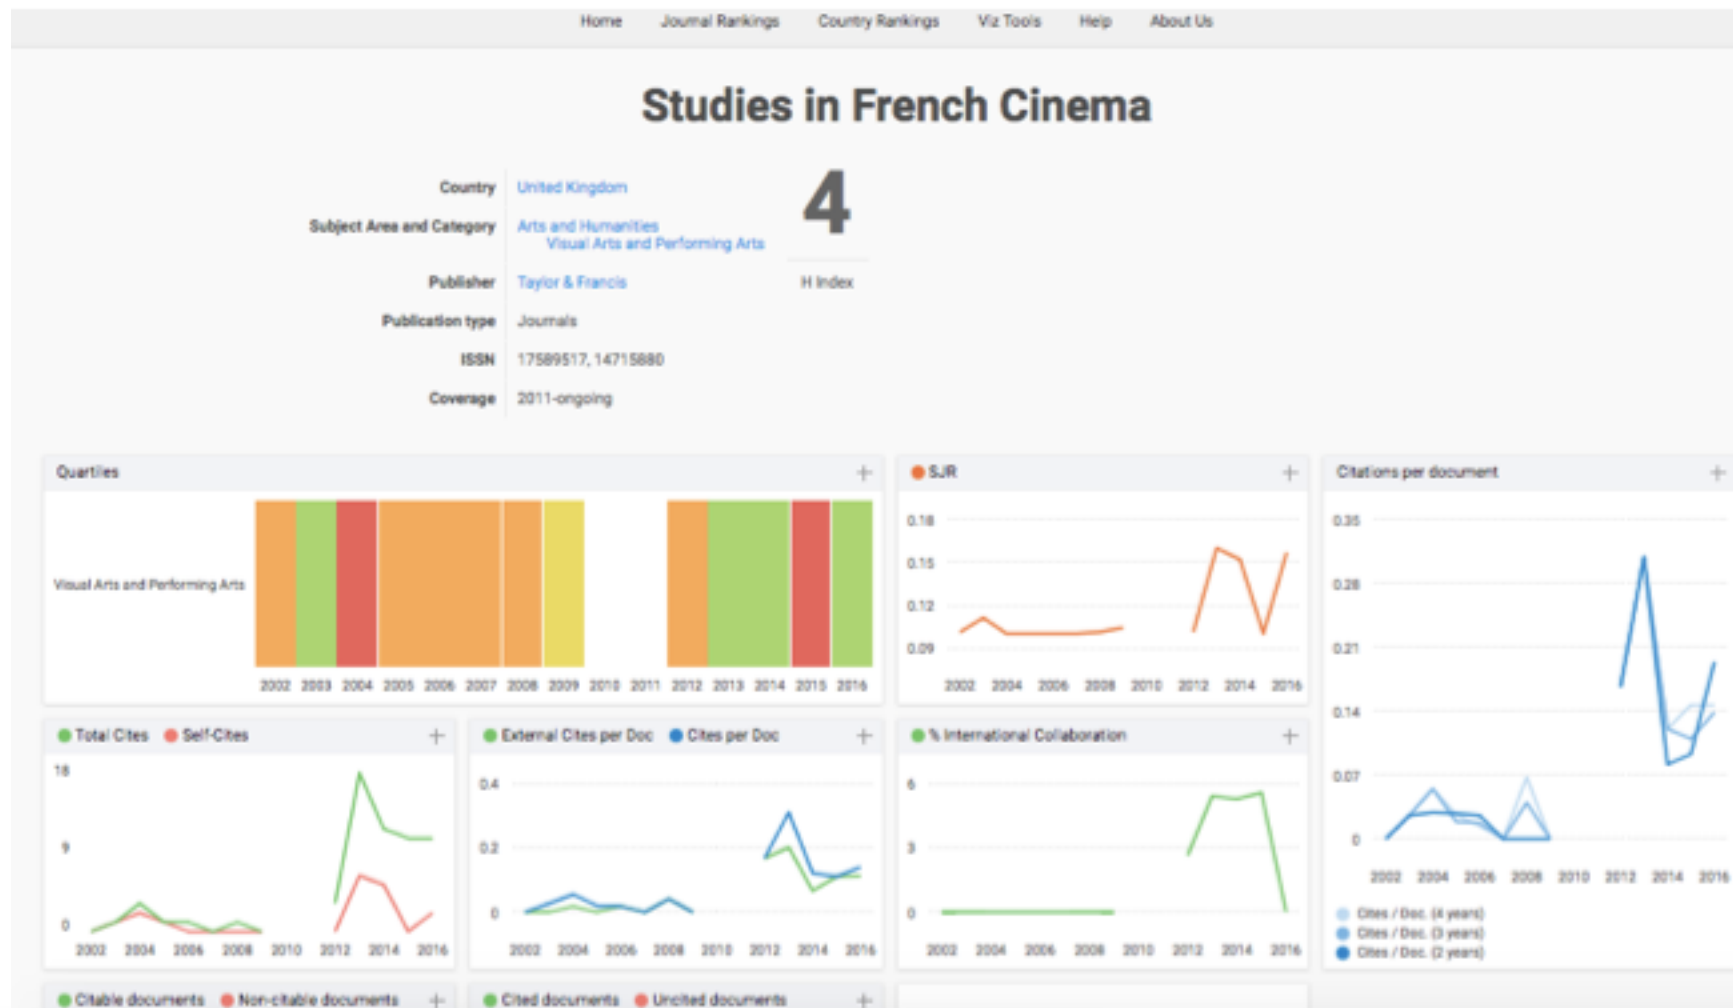 Home Journal Rankings Country Rankings Viz Tools Help About Us
Studies in French Cinema
Country United Kingdom
Subject Area and Category Arts and Humanities
Visual Arts and Performing Arts
Publisher Taylor & Francis
Publication type Journals
ISSN 17589517, 14715880
Coverage 2011-ongoing
4
H Index
Quartiles
Visual Arts and Performing Arts
2002 2003 2004 2005 2006 2007 2008 2009 2010 2011 2012 2013 2014 2015 2016
SJR
0.18
0.15
0.12
0.09
2002 2004 2006 2008 2010 2012 2014 2016
Citations per document
0.35
0.28
0.21
0.14
0.07
0
2002 2004 2006 2008 2010 2012 2014 2016
Cites / Doc. (4 years)
Cites / Doc. (3 years)
Cites / Doc. (2 years)
Total Cites Self-Cites
18
9
0
2002 2004 2006 2008 2010 2012 2014 2016
External Cites per Doc Cites per Doc
0.4
0.2
0
2002 2004 2006 2008 2010 2012 2014 2016
% International Collaboration
6
3
0
2002 2004 2006 2008 2010 2012 2014 2016
Citable documents Non-citable documents
Cited documents Uncited documents